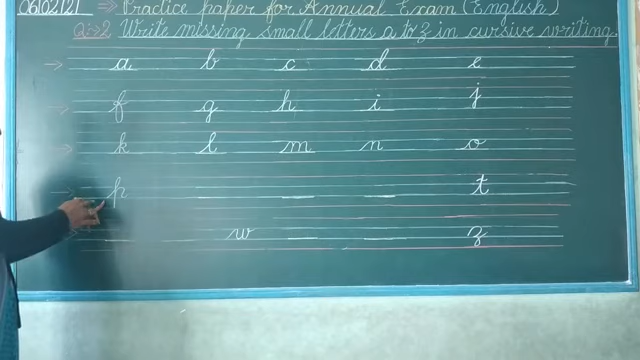 06/02/21 ⇒ Practice paper for Annual Exam (English)
Q:→2 Write missing small letters a to z in cursive writing.
→ a b c d e
→ f g h i j
→ k l m n o
→ p _ _ _ t
_ w _ _ z